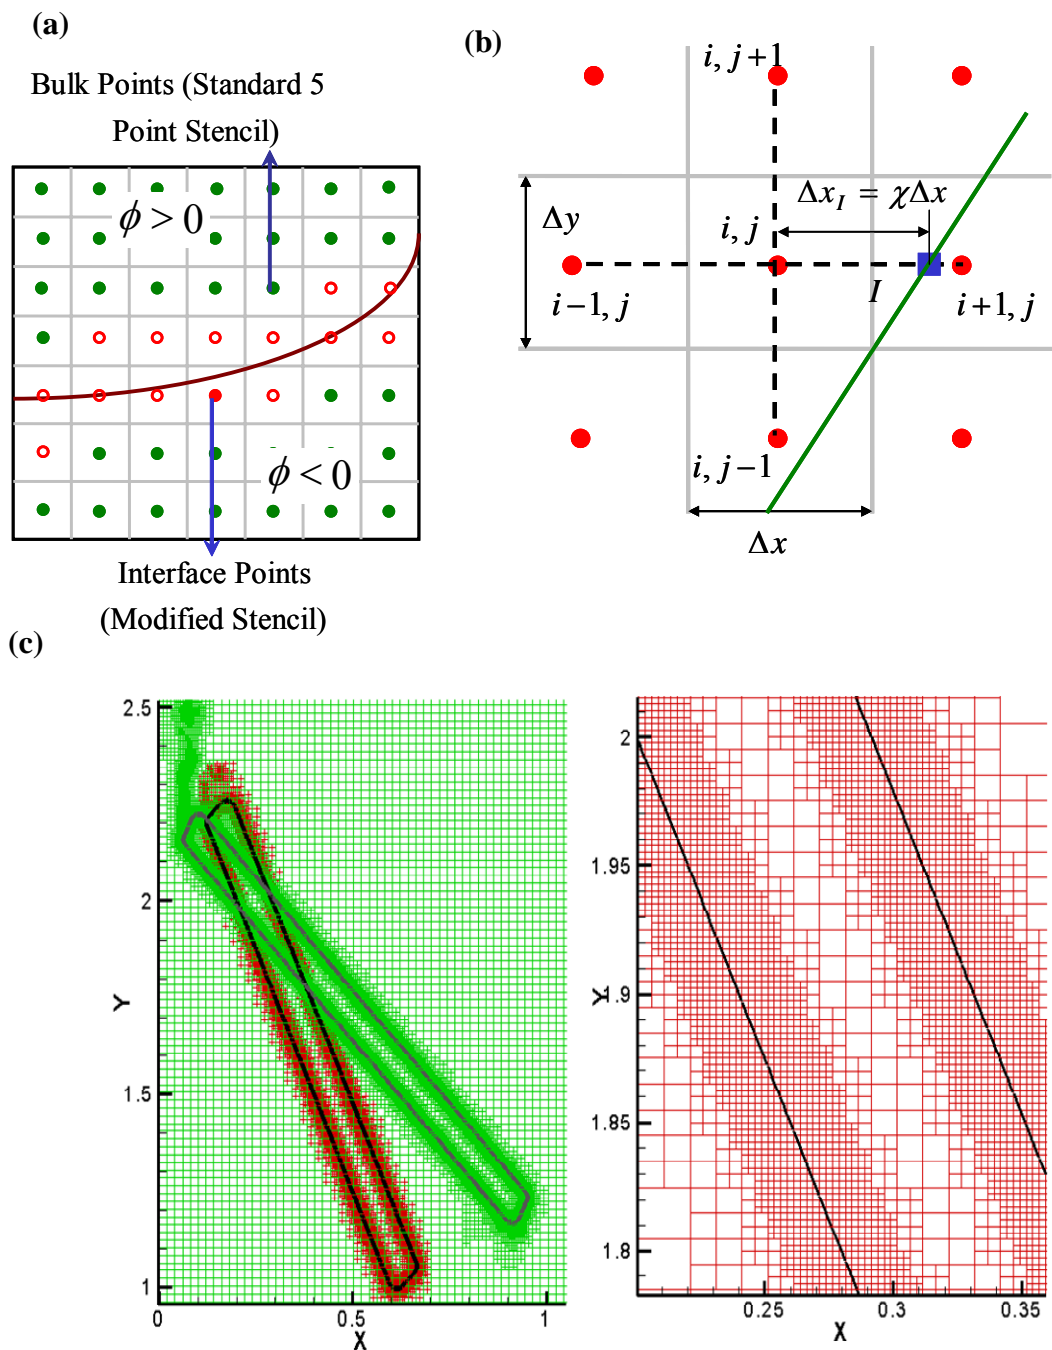 (a)
Bulk Points (Standard 5
Point Stencil)
ϕ > 0
ϕ < 0
Interface Points
(Modified Stencil)
(b)
i, j+1
Δx_I = χΔx
Δy
i, j
I
i−1, j
i+1, j
i, j−1
Δx
(c)
2.5
2
1.5
1
Y
0
0.5
1
X
2
1.95
1.9
1.85
1.8
Y
0.25
0.3
0.35
X